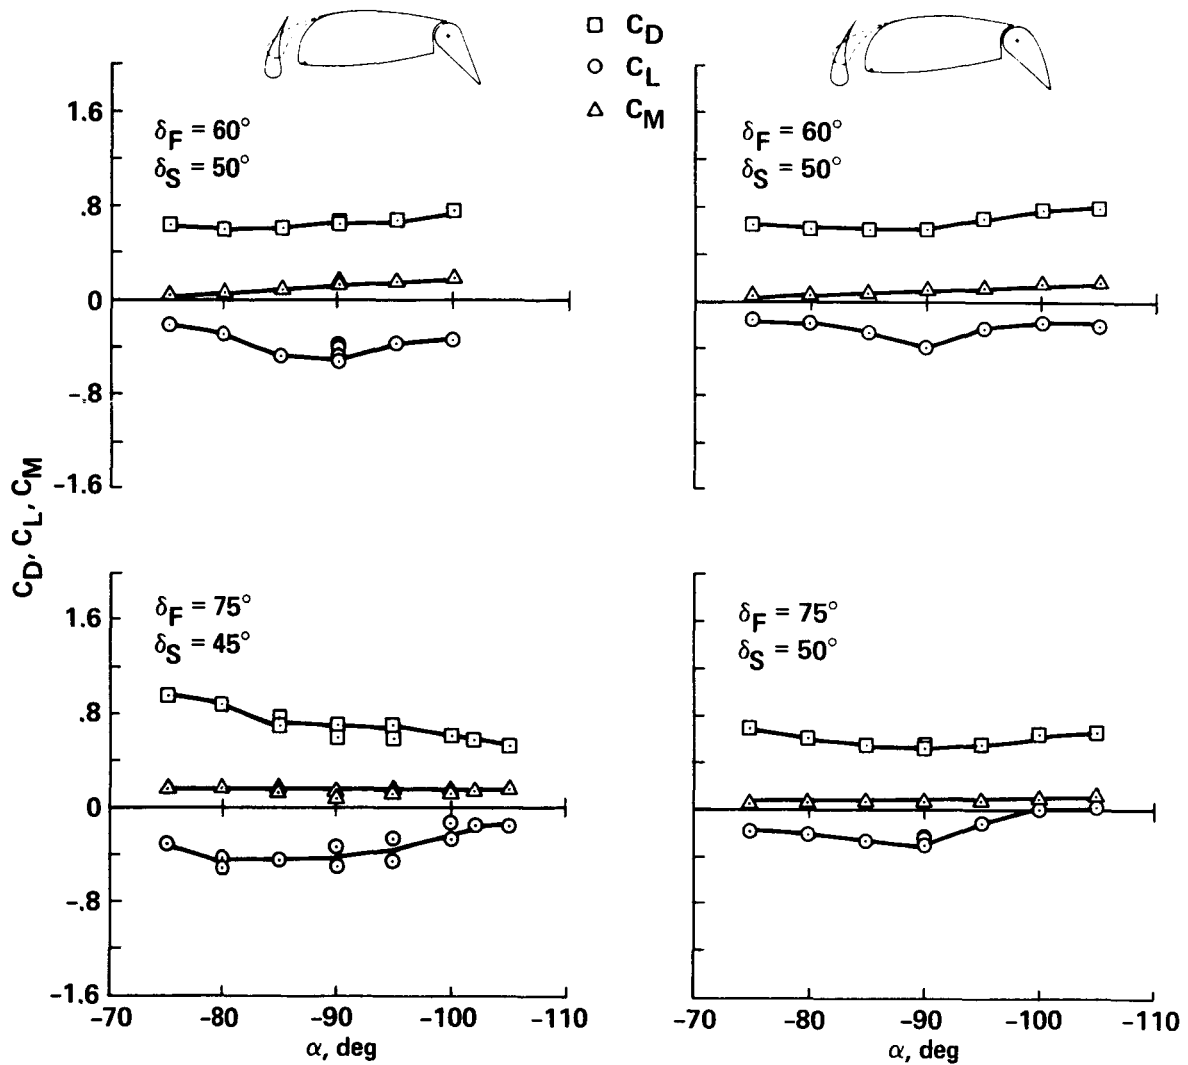 C_D
C_L
C_M
1.6
δ_F = 60°
δ_S = 50°
.8
0
-.8
-1.6
δ_F = 60°
δ_S = 50°
C_D, C_L, C_M
1.6
δ_F = 75°
δ_S = 45°
.8
0
-.8
-1.6
-70 -80 -90 -100 -110
α, deg
δ_F = 75°
δ_S = 50°
-70 -80 -90 -100 -110
α, deg